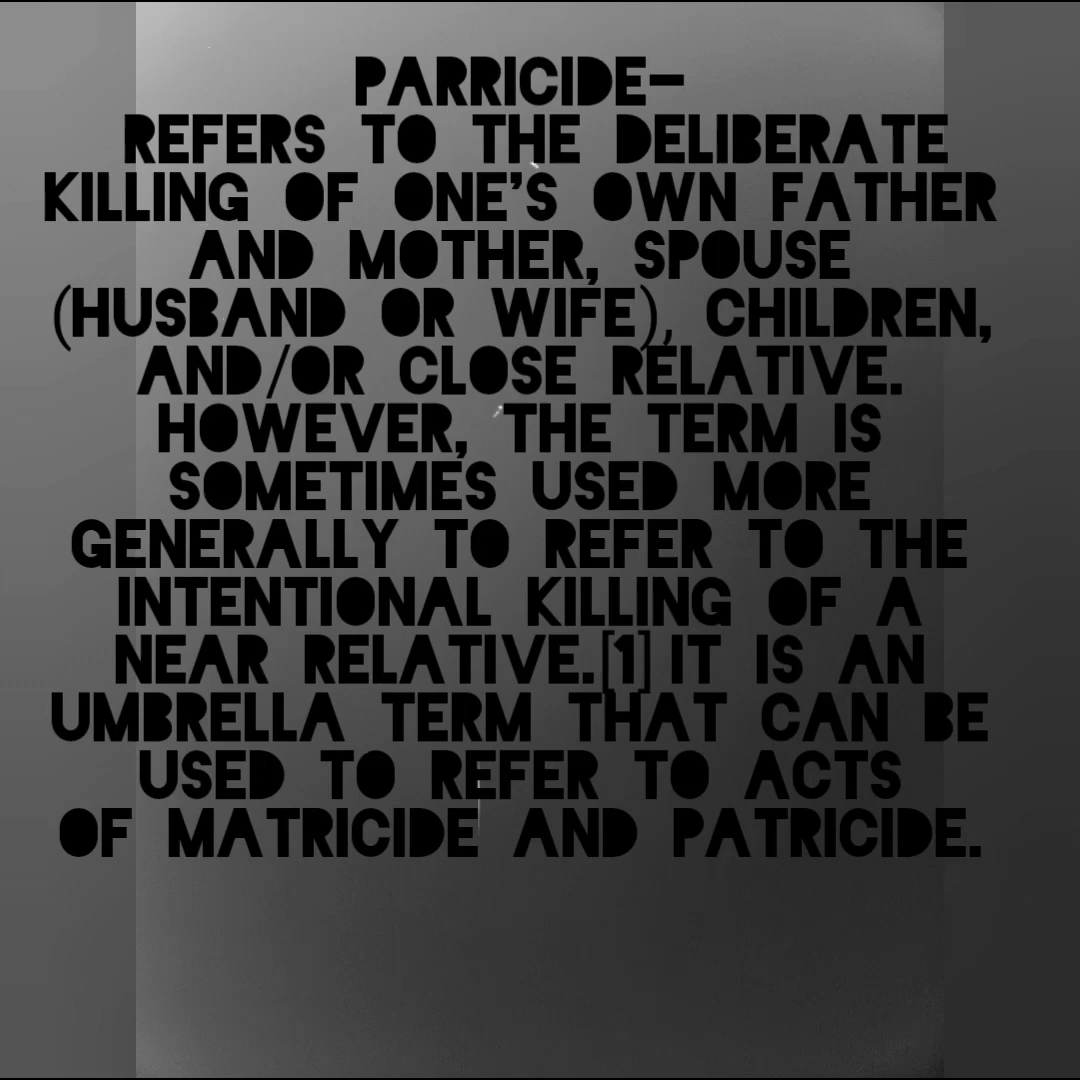 PARRICIDE–
REFERS TO THE DELIBERATE
KILLING OF ONE'S OWN FATHER
AND MOTHER, SPOUSE
(HUSBAND OR WIFE), CHILDREN,
AND/OR CLOSE RELATIVE.
HOWEVER, THE TERM IS
SOMETIMES USED MORE
GENERALLY TO REFER TO THE
INTENTIONAL KILLING OF A
NEAR RELATIVE.[1] IT IS AN
UMBRELLA TERM THAT CAN BE
USED TO REFER TO ACTS
OF MATRICIDE AND PATRICIDE.